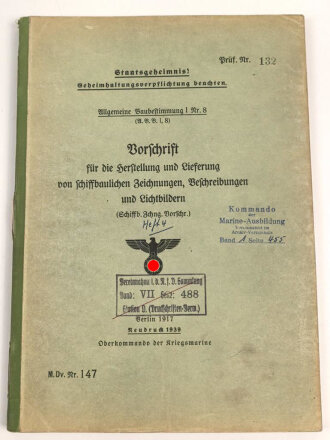 Prüf. Nr. 132
Staatsgeheimnis!
Geheimhaltungsverpflichtung beachten.
Allgemeine Baubestimmung I Nr. 8
(A.B.B. I, 8)
Vorschrift
für die Herstellung und Lieferung
von schiffbaulichen Zeichnungen, Beschreibungen
und Lichtbildern
(Schiffb. Zchng. Vorschr.)
Heft 4
Kommando
der
Marine-Ausbildung
Band A Seite 455
Band: VII Seite: 488
Berlin 1917
Neudruck 1939
Oberkommando der Kriegsmarine
M. Dv. Nr. 147